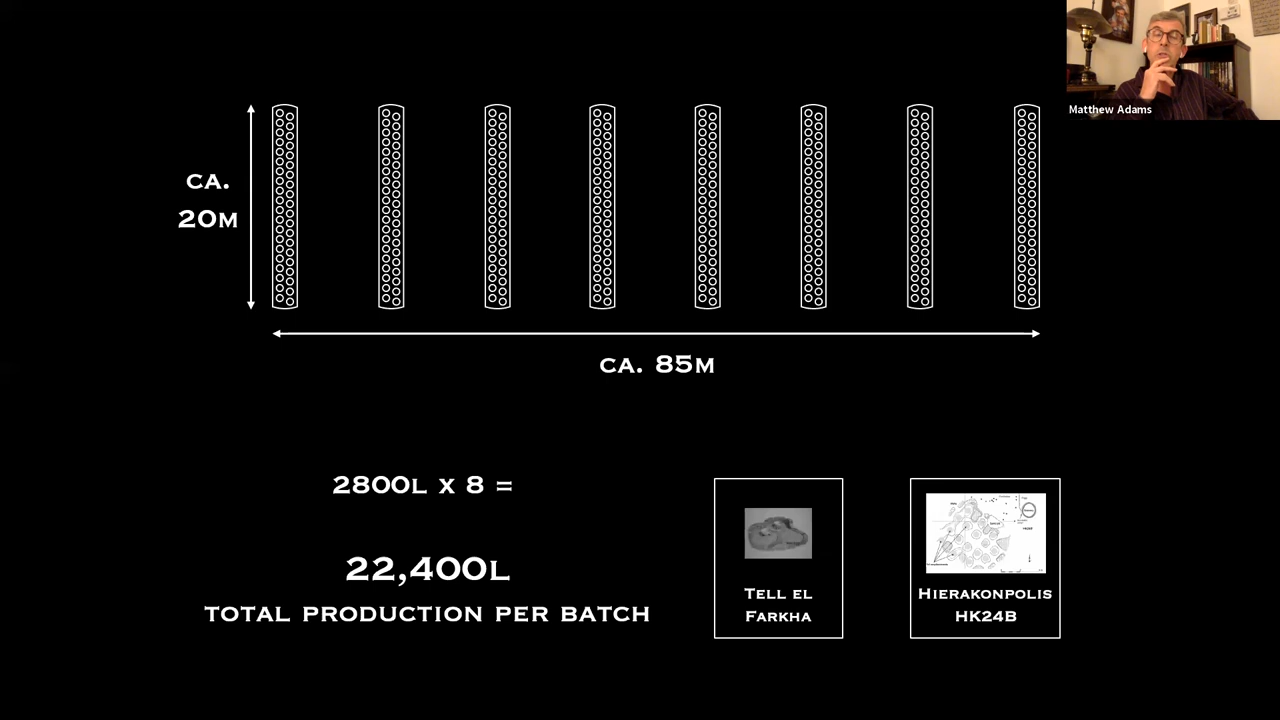 Matthew Adams
CA.
20M
CA. 85M
2800L X 8 =
22,400L
TOTAL PRODUCTION PER BATCH
TELL EL
FARKHA
HIERAKONPOLIS
HK24B